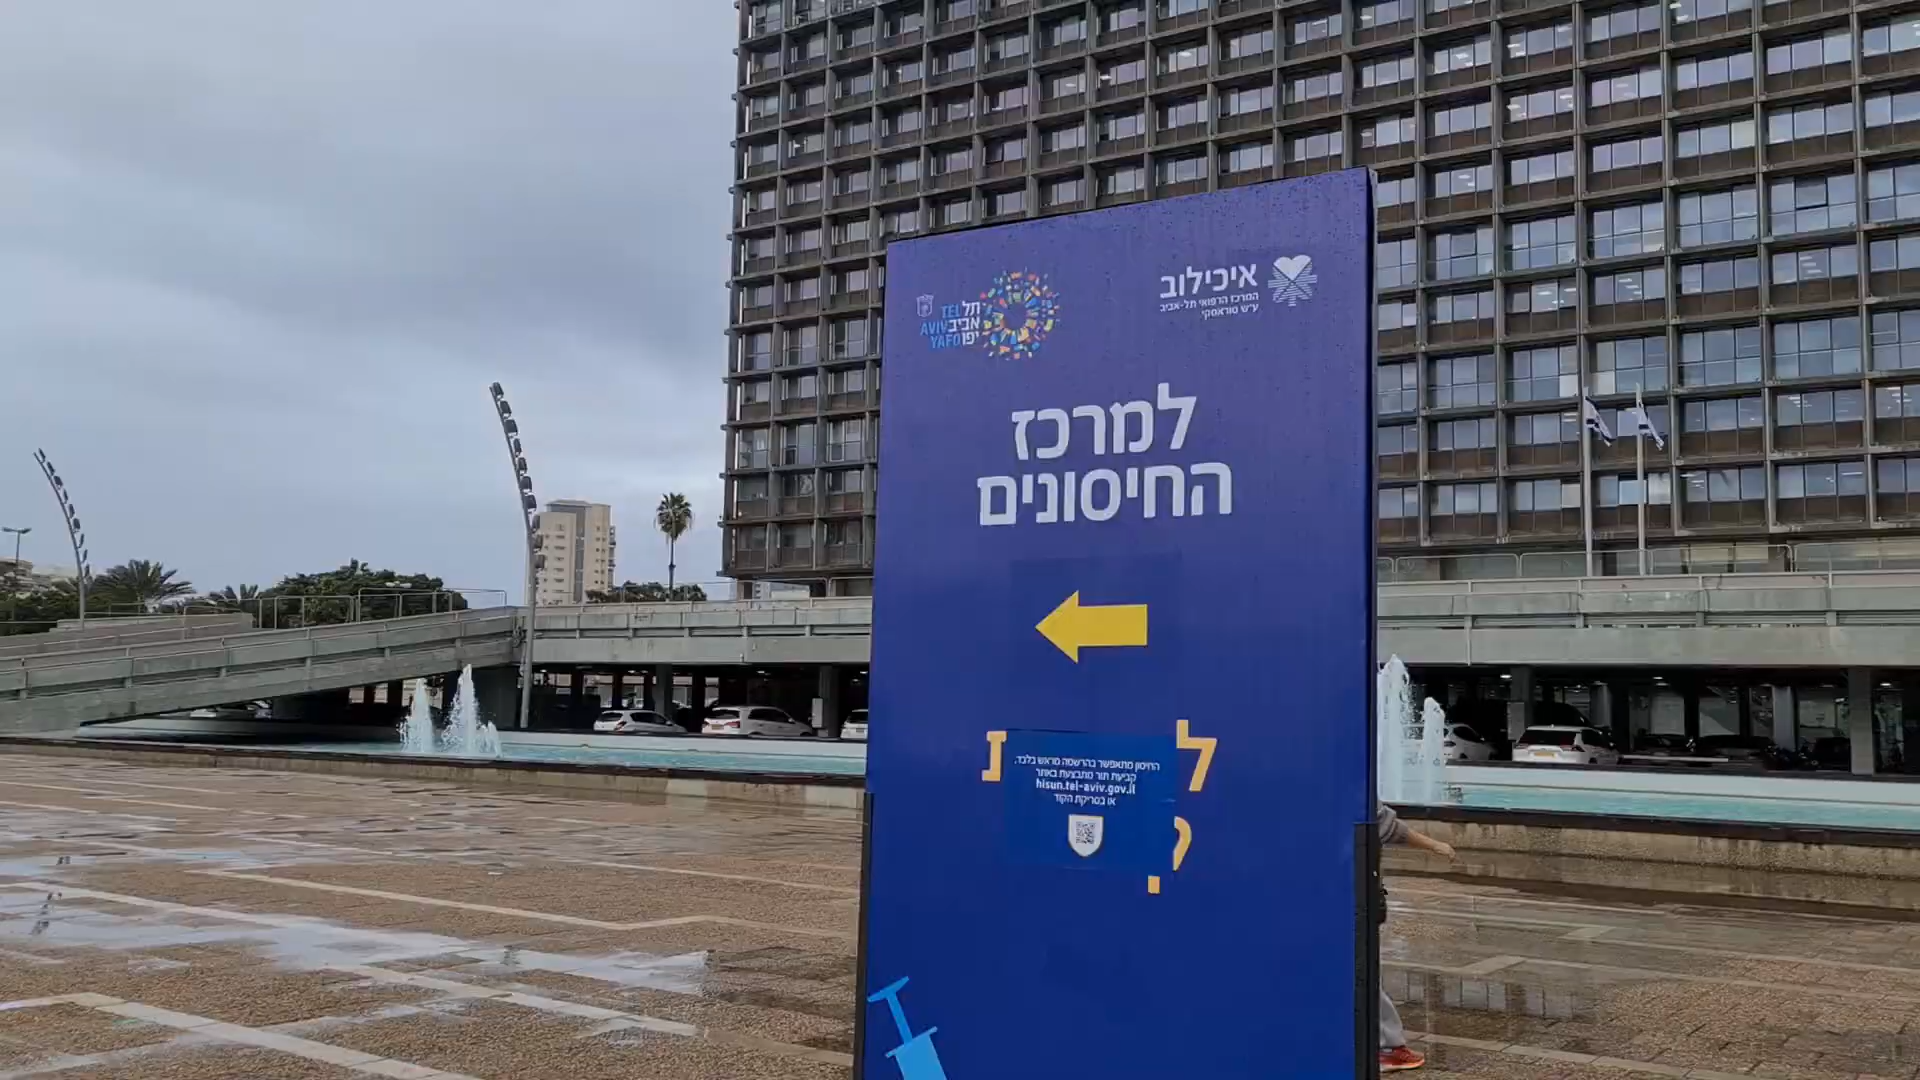 תל TEL
אביב AVIV
יפו YAFO
איכילוב
המרכז הרפואי תל-אביב
ע״ש סוראסקי
למרכז
החיסונים
החיסון מתאפשר בהרשמה מראש בלבד.
קביעת תור מתבצעת באתר
hisun.tel-aviv.gov.il
או בסריקת הקוד